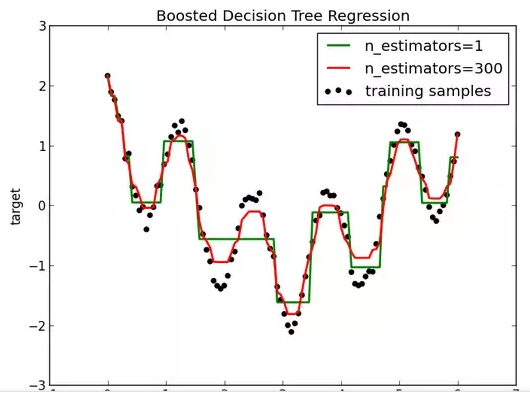 Boosted Decision Tree Regression
n_estimators=1
n_estimators=300
training samples
target
3
2
1
0
−1
−2
−3